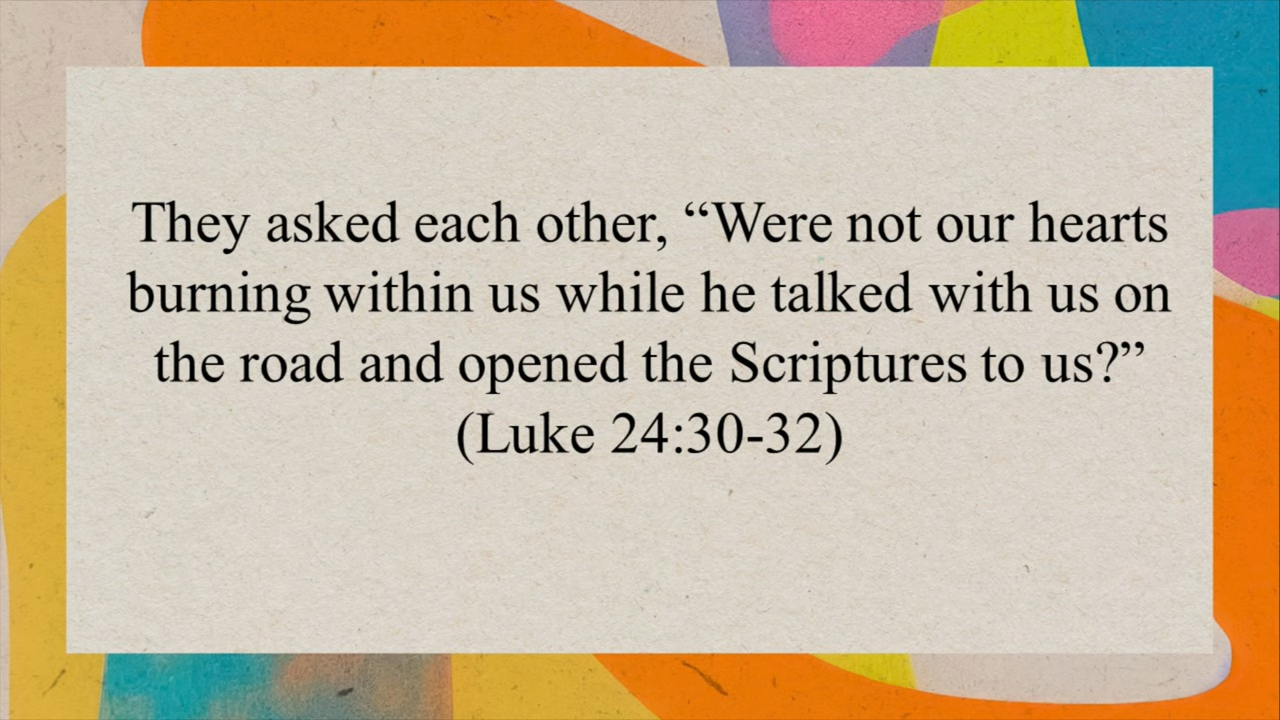 They asked each other, “Were not our hearts
burning within us while he talked with us on
the road and opened the Scriptures to us?”
(Luke 24:30-32)